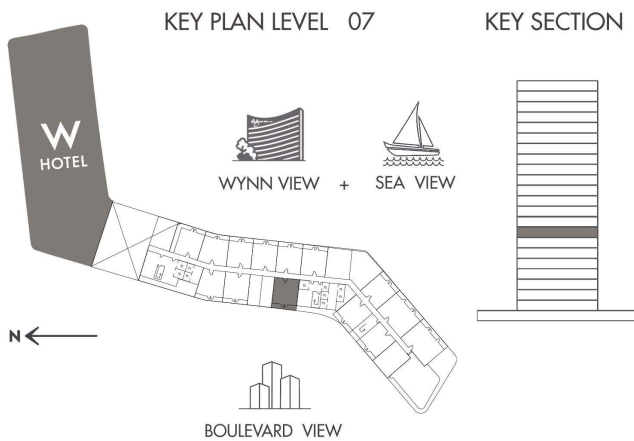 KEY PLAN LEVEL 07
KEY SECTION
W
HOTEL
WYNN VIEW + SEA VIEW
N
BOULEVARD VIEW